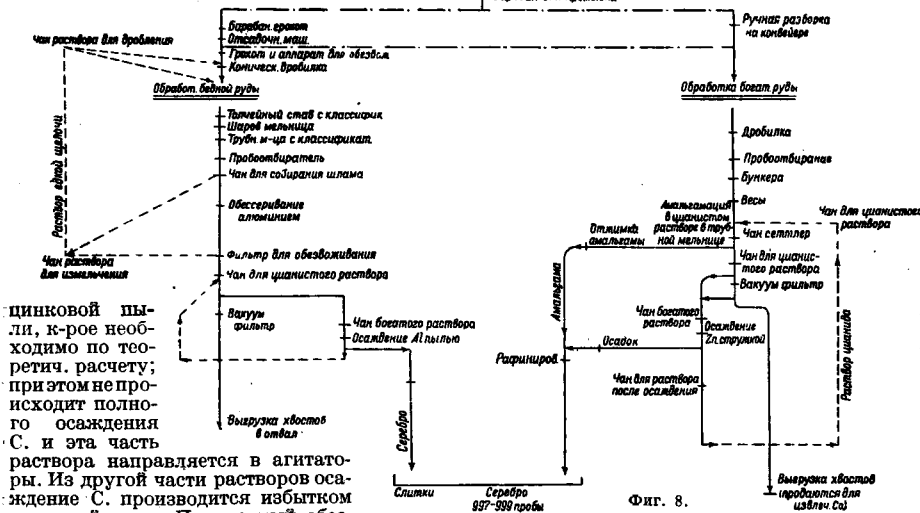 Барабан. грохот
Отсадочн. маш.
Грохот и аппарат для обезвож.
Коническ. дробилка
Ручная разборка
на конвейере
Чан раствора для дробления
Обработ. бедной руды
Обработка богат. руды
Толчейный став с классифик
Шаров мельница
Трубн. м-ца с классификат.
Пробоотбиратель
Чан для собирания шлама
Обессеривание
алюминием
Раствор едкой щелочи
Чан раствора
для измельчения
Фильтр для обезвоживания
Чан для цианистого раствора
Вакуум
фильтр
Чан богатого раствора
Осаждение Al пылью
Выгрузка хвостов
в отвал
Серебро
Слитки
Дробилка
Пробоотбирание
Бункера
Весы
Амальгамация
в цианистом
растворе в труб
ной мельнице
Отжимка
амальгамы
Чан для цианистого
раствора
Чан сеттлер
Чан для цианис-
того раствора
Вакуум фильтр
Амальгама
Чан богатого
раствора
Осаждение
Zn. стружкой
Осадок
Рафиниров.
Чан для раствора
после осаждения
Раствор цианида
Серебро
997-999 пробы
Выгрузка хвостов
(продаются для
извлеч. Co)
Фиг. 8.
цинковой пы-
ли, к-рое необ-
ходимо по тео-
ретич. расчету;
при этом не про-
исходит полно-
го осаждения
С. и эта часть
раствора направляется в агитато-
ры. Из другой части растворов оса-
ждение С. производится избытком